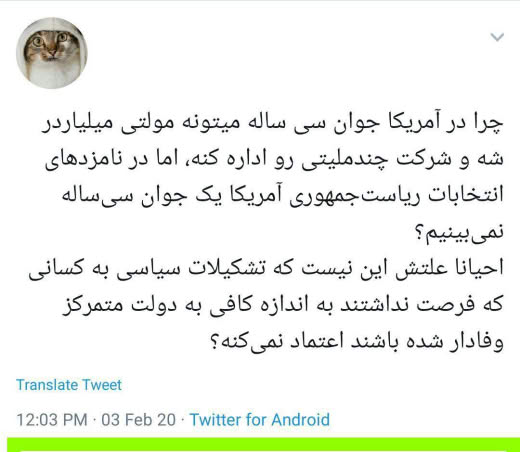 چرا در آمریکا جوان سی ساله میتونه مولتی میلیاردر
شه و شرکت چندملیتی رو اداره کنه، اما در نامزدهای
انتخابات ریاست‌جمهوری آمریکا یک جوان سی‌ساله
نمی‌بینیم؟
احیانا علتش این نیست که تشکیلات سیاسی به کسانی
که فرصت نداشتند به اندازه کافی به دولت متمرکز
وفادار شده باشند اعتماد نمی‌کنه؟
Translate Tweet
12:03 PM · 03 Feb 20 · Twitter for Android